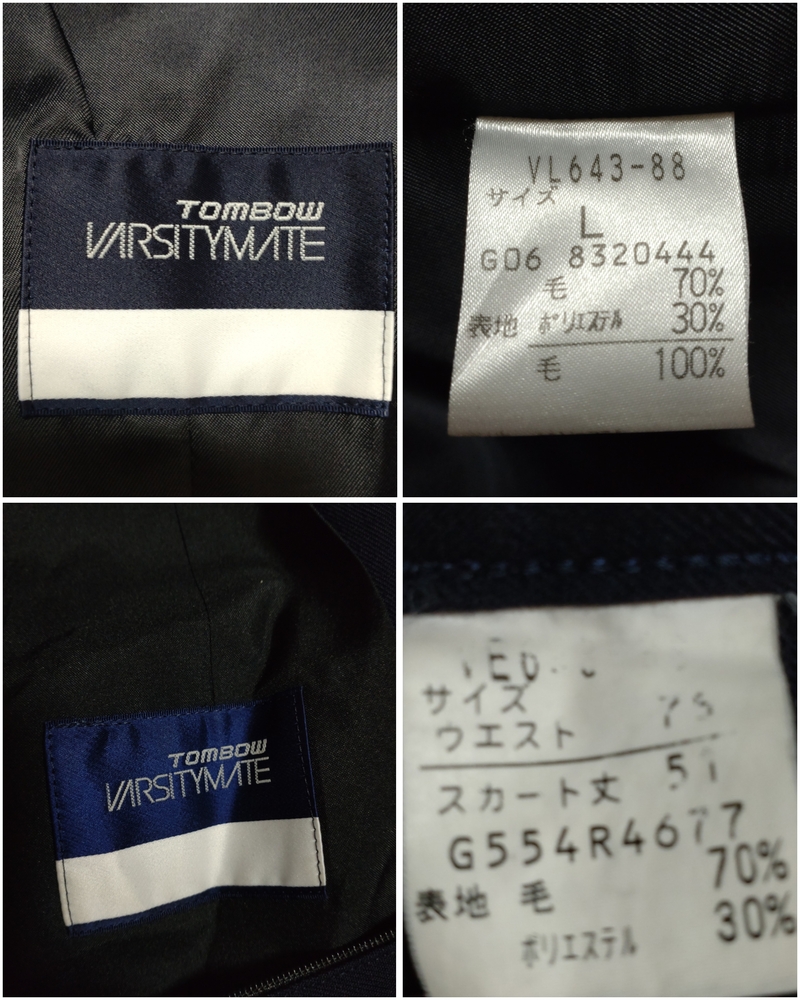 TOMBOW
VARSITYMATE
VL643-88
サイズ
L
G06 8320444
毛 70%
表地 ポリエステル 30%
毛 100%
TOMBOW
VARSITYMATE
サイズ
ウエスト
スカート丈
G554R4677
70%
表地 毛
30%
ポリエステル